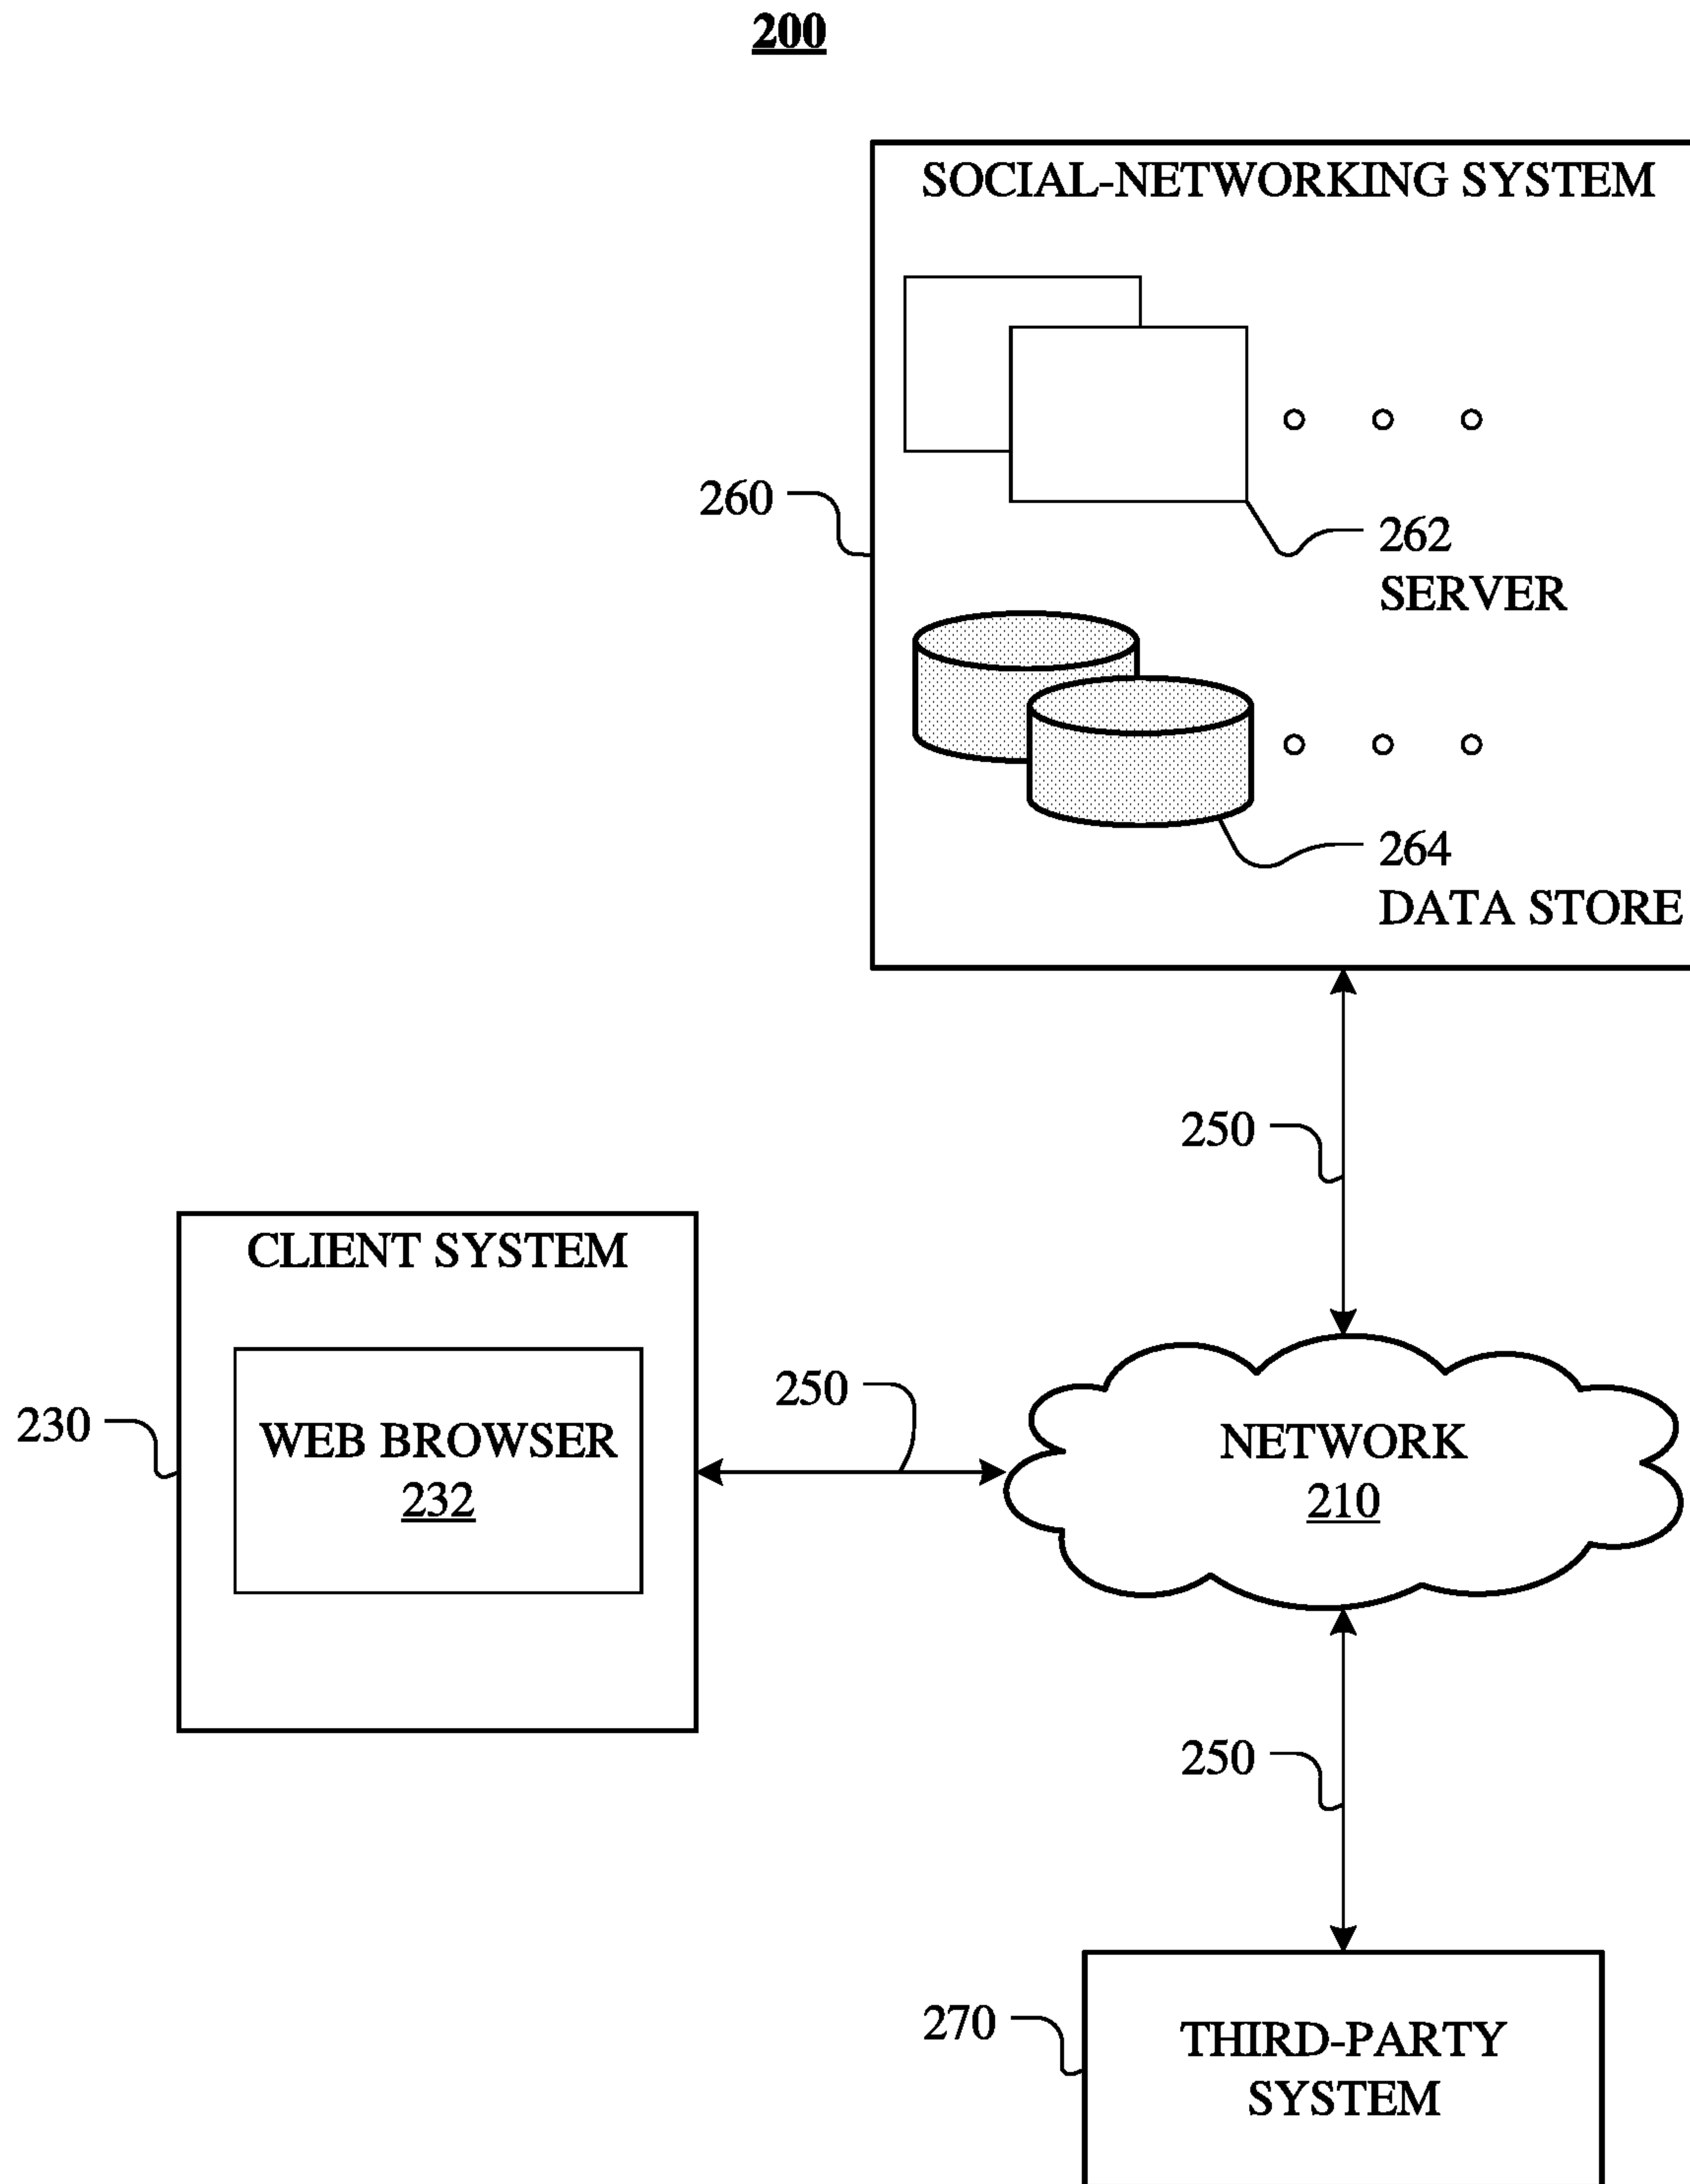 200
SOCIAL-NETWORKING SYSTEM
260
262
SERVER
264
DATA STORE
250
CLIENT SYSTEM
230
WEB BROWSER
232
250
NETWORK
210
250
270
THIRD-PARTY
SYSTEM